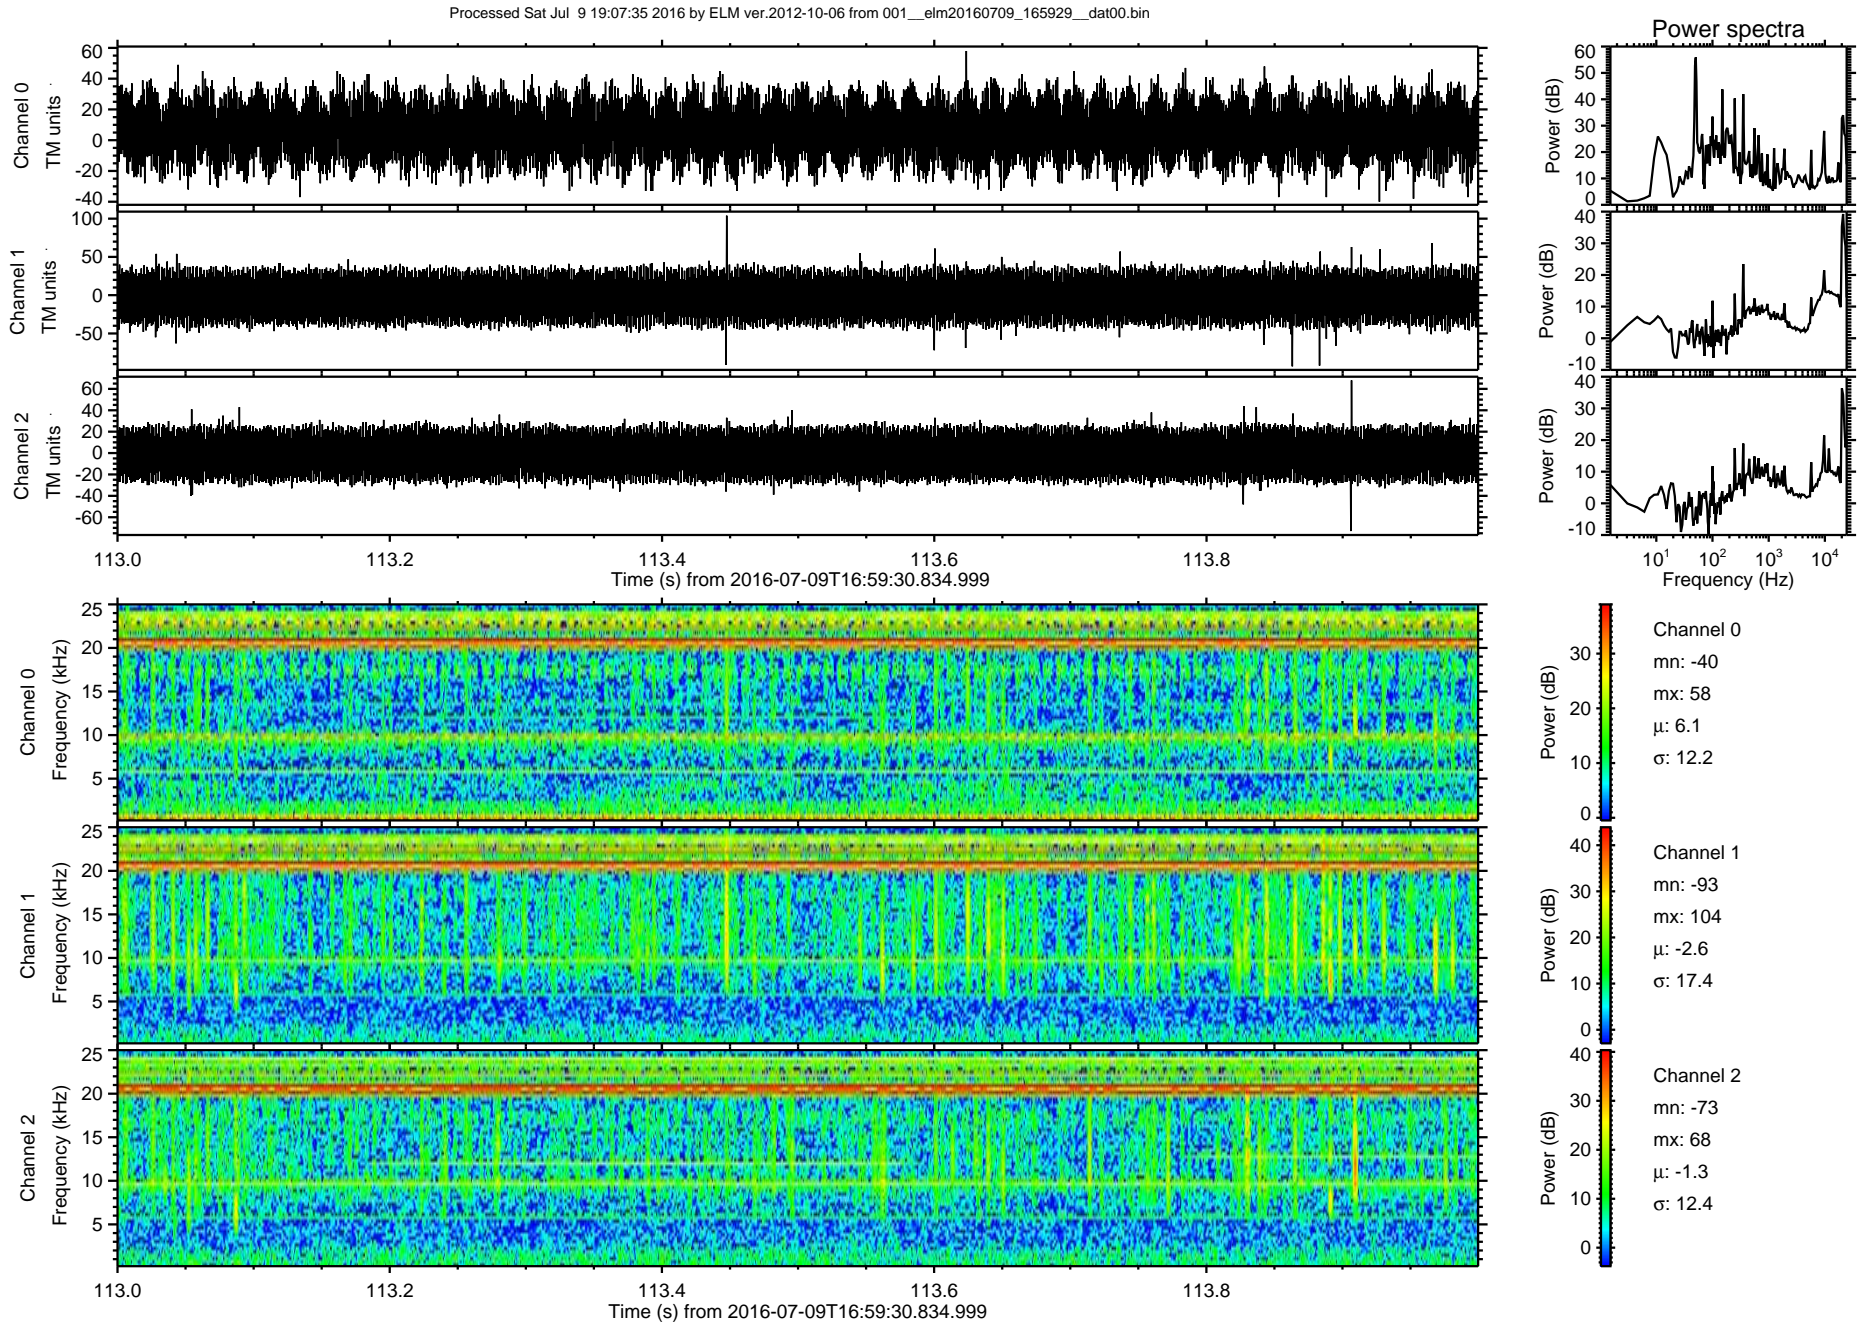 Processed Sat Jul  9 19:07:35 2016 by ELM ver.2012-10-06 from 001__elm20160709_165929__dat00.bin
Power spectra
Channel 0
TM units
60
40
20
0
-20
-40
Power (dB)
60
50
40
30
20
10
0
Channel 1
TM units
100
50
0
-50
Power (dB)
40
30
20
10
0
-10
Channel 2
TM units
60
40
20
0
-20
-40
-60
Power (dB)
40
30
20
10
0
-10
113.0 113.2 113.4 113.6 113.8
Time (s) from 2016-07-09T16:59:30.834.999
10^1 10^2 10^3 10^4
Frequency (Hz)
Channel 0
Frequency (kHz)
25
20
15
10
5
Power (dB)
30
20
10
0
Channel 0
mn: -40
mx: 58
μ: 6.1
σ: 12.2
Channel 1
Frequency (kHz)
25
20
15
10
5
Power (dB)
40
30
20
10
0
Channel 1
mn: -93
mx: 104
μ: -2.6
σ: 17.4
Channel 2
Frequency (kHz)
25
20
15
10
5
Power (dB)
40
30
20
10
0
Channel 2
mn: -73
mx: 68
μ: -1.3
σ: 12.4
113.0 113.2 113.4 113.6 113.8
Time (s) from 2016-07-09T16:59:30.834.999